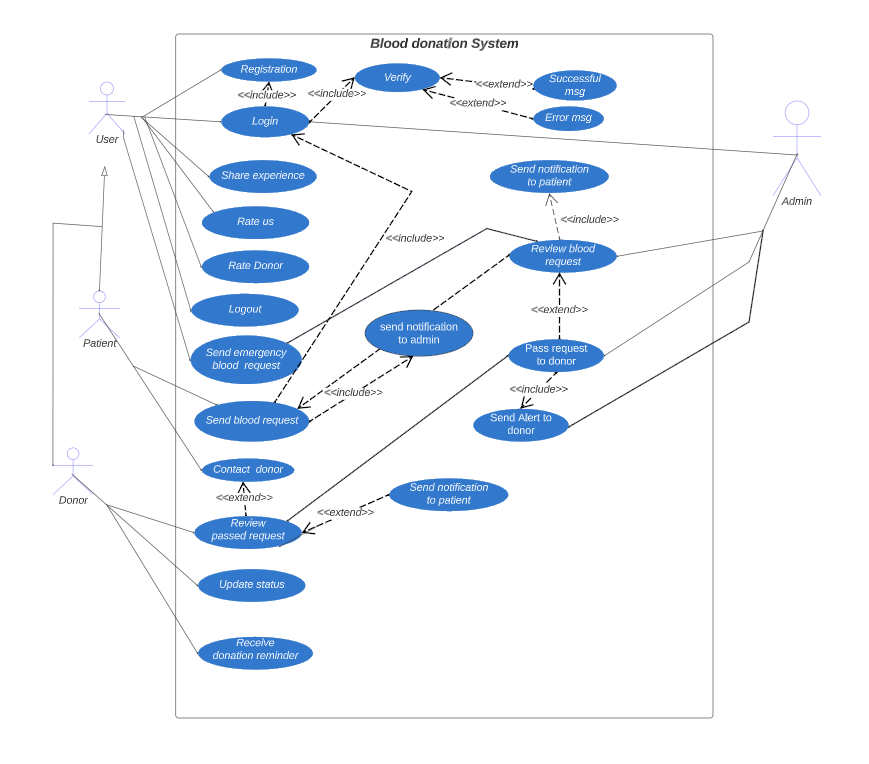 Blood donation System
Registration
<<include>>
<<include>>
Verify
<<extend>>
Successful
msg
<<extend>>
Error msg
Login
User
Admin
Share experience
Send notification
to patient
Rate us
<<include>>
<<include>>
Review blood
request
Rate Donor
Logout
<<extend>>
send notification
to admin
Patient
Send emergency
blood request
Pass request
to donor
<<include>>
<<include>>
Send blood request
Send Alert to
donor
Contact donor
<<extend>>
Send notification
to patient
Donor
<<extend>>
Review
passed request
Update status
Receive
donation reminder